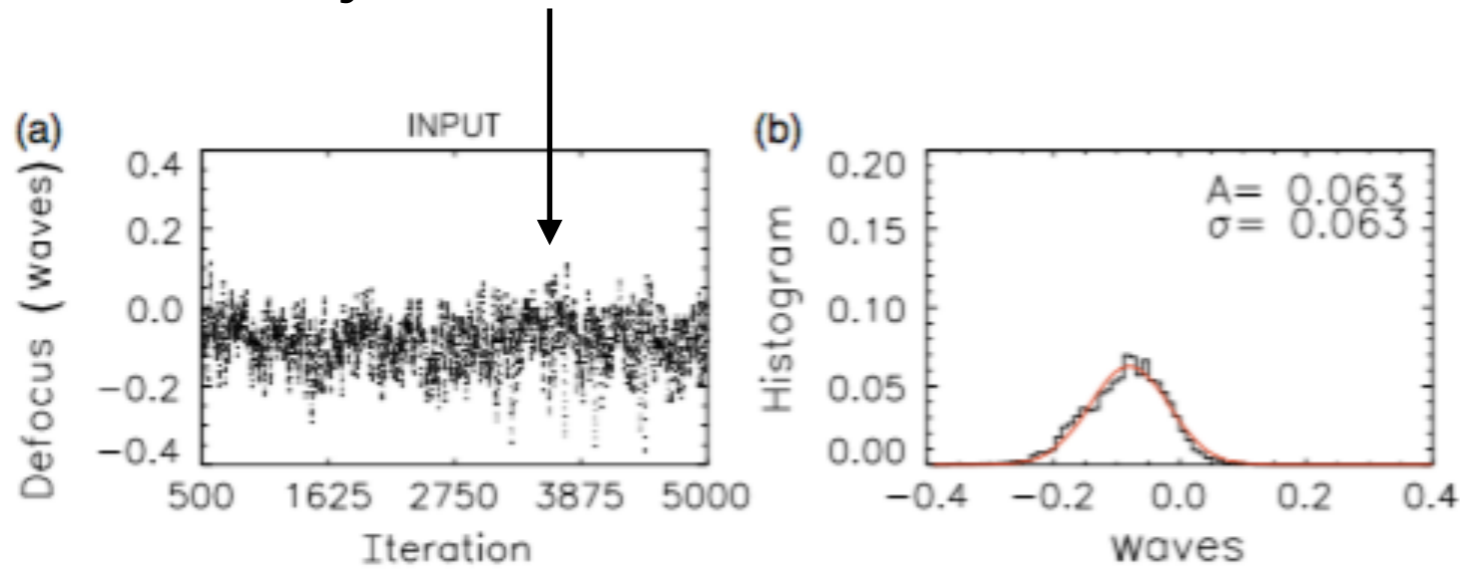 (a)
INPUT
Defocus (waves)
0.4
0.2
0.0
−0.2
−0.4
500 1625 2750 3875 5000
Iteration
(b)
A= 0.063
σ= 0.063
Histogram
0.20
0.15
0.10
0.05
0.00
−0.4 −0.2 0.0 0.2 0.4
Waves